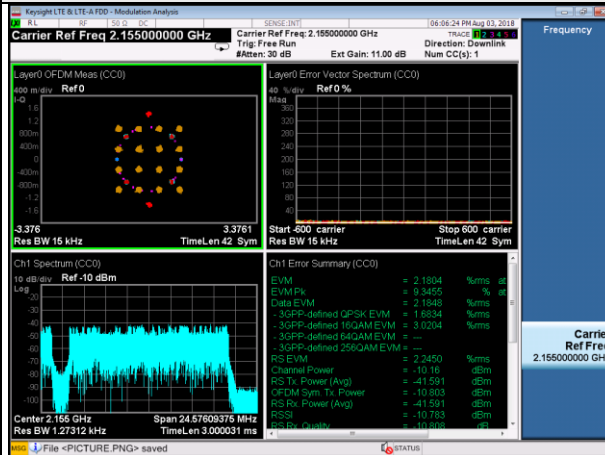 Keysight LTE & LTE-A FDD - Modulation Analysis
RL RF 50 Ω DC SENSE:INT 06:06:24 PM Aug 03, 2018
Carrier Ref Freq 2.155000000 GHz
Carrier Ref Freq: 2.155000000 GHz
Trig: Free Run
#Atten: 30 dB Ext Gain: 11.00 dB
TRACE 1 2 3 4 5 6
Direction: Downlink
Num CC(s): 1
Frequency
Layer0 OFDM Meas (CC0)
400 m/div Ref 0
I-Q
1.6
1.2
800m
400m
0
-400m
-800m
-1.2
-1.6
-3.376 3.3761
Res BW 15 kHz TimeLen 42 Sym
Layer0 Error Vector Spectrum (CC0)
40 %/div Ref 0 %
Mag
360
320
280
240
200
160
120
80
40
Start -600 carrier Stop 600 carrier
Res BW 15 kHz TimeLen 42 Sym
Ch1 Spectrum (CC0)
10 dB/div Ref -10 dBm
Log
-20
-30
-40
-50
-60
-70
-80
-90
-100
Center 2.155 GHz Span 24.57609375 MHz
Res BW 1.27312 kHz TimeLen 3.000031 ms
Ch1 Error Summary (CC0)
EVM = 2.1804 %rms at
EVM Pk = 9.3455 % at
Data EVM = 2.1848 %rms
- 3GPP-defined QPSK EVM = 1.6834 %rms
- 3GPP-defined 16QAM EVM = 3.0204 %rms
- 3GPP-defined 64QAM EVM = ---
- 3GPP-defined 256QAM EVM = ---
RS EVM = 2.2450 %rms
Channel Power = -10.16 dBm
RS Tx. Power (Avg) = -41.591 dBm
OFDM Sym. Tx. Power = -10.803 dBm
RS Rx. Power (Avg) = -41.591 dBm
RSSI = -10.783 dBm
RS Rx. Quality = -10.808 dB
Carrie
Ref Fre
2.155000000 GH
MSG File <PICTURE.PNG> saved STATUS